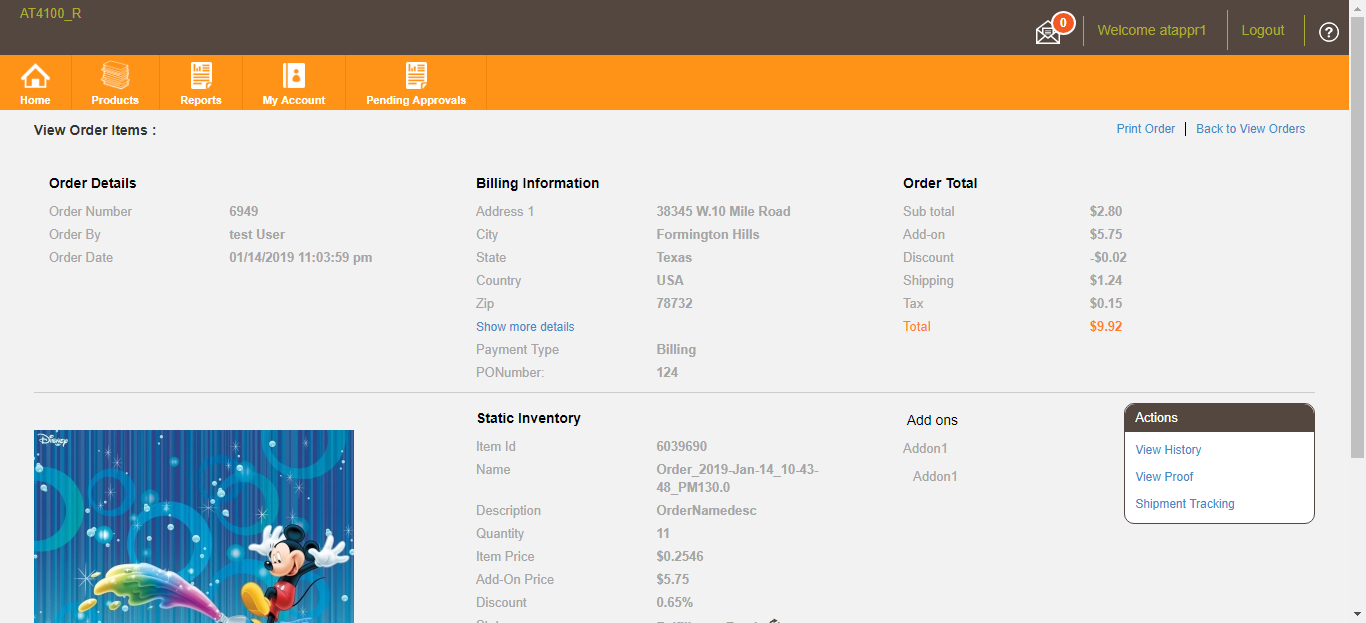 AT4100_R
0
Welcome atappr1
Logout
?
Home
Products
Reports
My Account
Pending Approvals
View Order Items :
Print Order
Back to View Orders
Order Details
Order Number 6949
Order By test User
Order Date 01/14/2019 11:03:59 pm
Billing Information
Address 1 38345 W.10 Mile Road
City Formington Hills
State Texas
Country USA
Zip 78732
Show more details
Payment Type Billing
PONumber: 124
Order Total
Sub total $2.80
Add-on $5.75
Discount -$0.02
Shipping $1.24
Tax $0.15
Total $9.92
Disney
Static Inventory
Item Id 6039690
Name Order_2019-Jan-14_10-43-
48_PM130.0
Description OrderNamedesc
Quantity 11
Item Price $0.2546
Add-On Price $5.75
Discount 0.65%
Add ons
Addon1
Addon1
Actions
View History
View Proof
Shipment Tracking